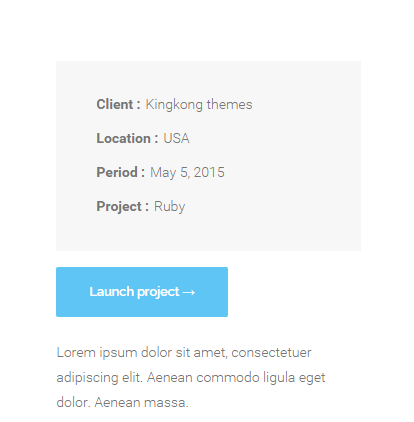 Client : Kingkong themes
Location : USA
Period : May 5, 2015
Project : Ruby
Launch project →
Lorem ipsum dolor sit amet, consectetuer
adipiscing elit. Aenean commodo ligula eget
dolor. Aenean massa.